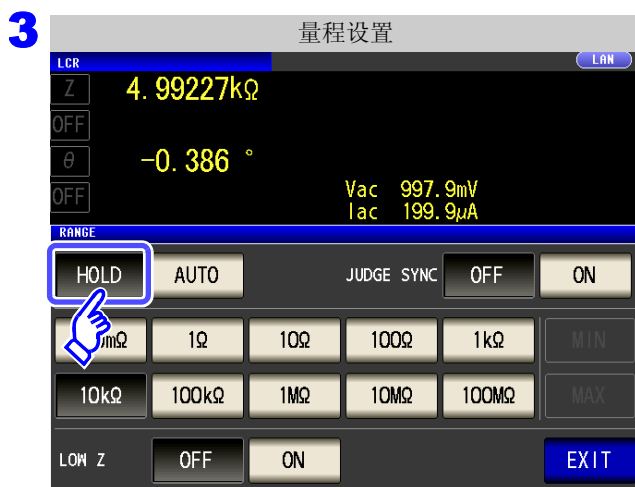 3
量程设置
LCR LAN
Z 4.99227kΩ
OFF
θ -0.386 °
OFF
Vac 997.9mV
Iac 199.9μA
RANGE
HOLD AUTO JUDGE SYNC OFF ON
mΩ 1Ω 10Ω 100Ω 1kΩ MIN
10kΩ 100kΩ 1MΩ 10MΩ 100MΩ MAX
LOW Z OFF ON EXIT